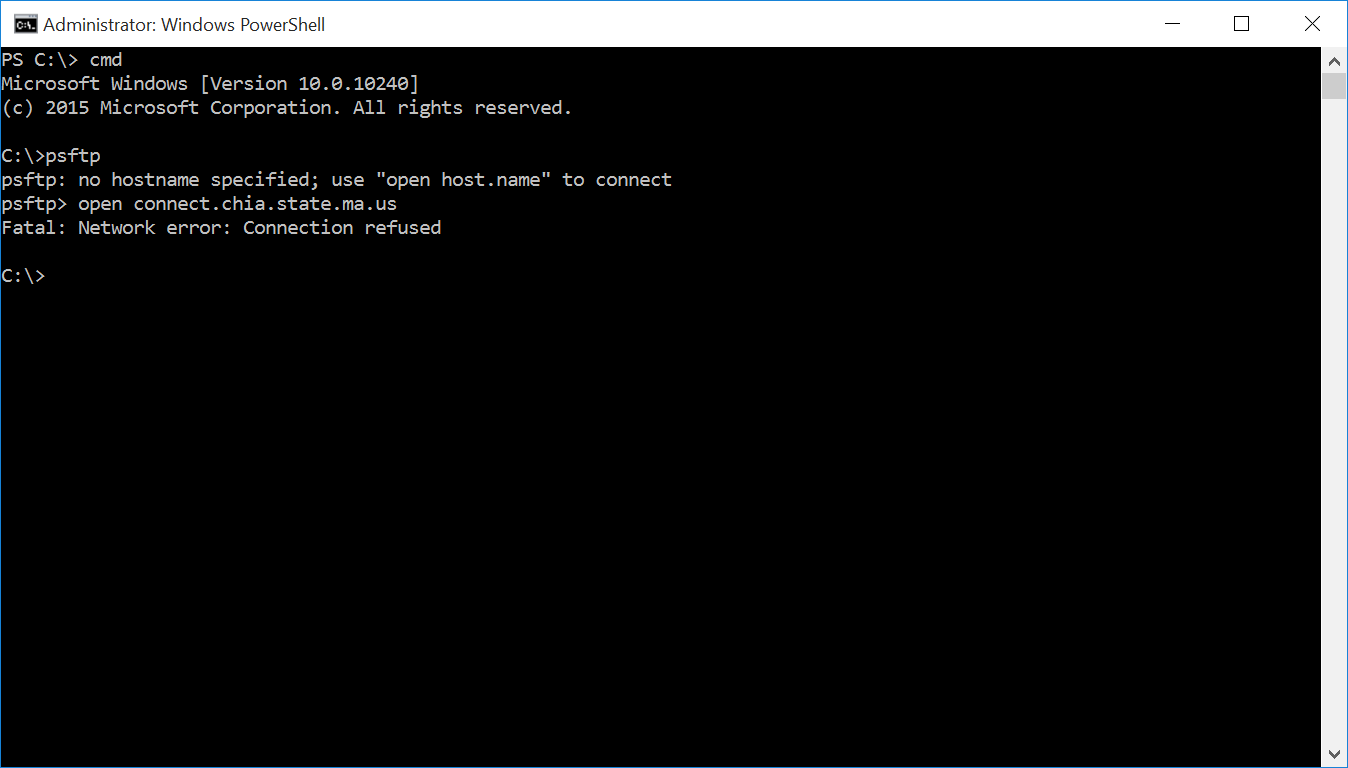 Administrator: Windows PowerShell
PS C:\> cmd
Microsoft Windows [Version 10.0.10240]
(c) 2015 Microsoft Corporation. All rights reserved.
C:\>psftp
psftp: no hostname specified; use "open host.name" to connect
psftp> open connect.chia.state.ma.us
Fatal: Network error: Connection refused
C:\>